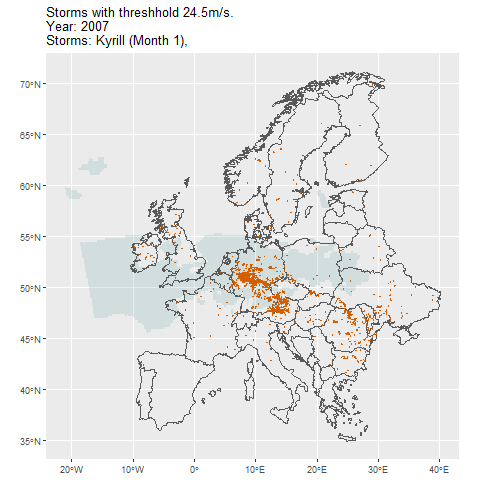 Storms with threshhold 24.5m/s.
Year: 2007
Storms: Kyrill (Month 1),
70°N
65°N
60°N
55°N
50°N
45°N
40°N
35°N
20°W
10°W
0°
10°E
20°E
30°E
40°E